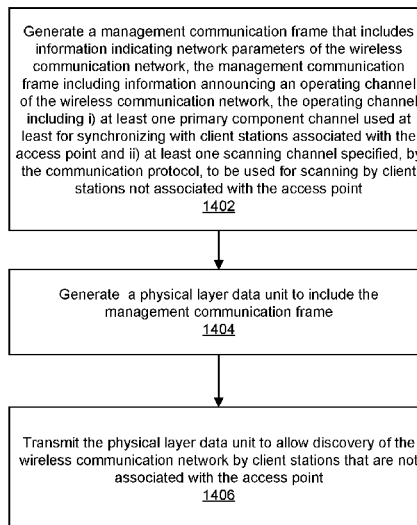 Generate a management communication frame that includes
information indicating network parameters of the wireless
communication network, the management communication
frame including information announcing an operating channel
of the wireless communication network, the operating channel
including i) at least one primary component channel used at
least for synchronizing with client stations associated with the
access point and ii) at least one scanning channel specified, by
the communication protocol, to be used for scanning by client
stations not associated with the access point
1402
Generate a physical layer data unit to include the
management communication frame
1404
Transmit the physical layer data unit to allow discovery of the
wireless communication network by client stations that are not
associated with the access point
1406